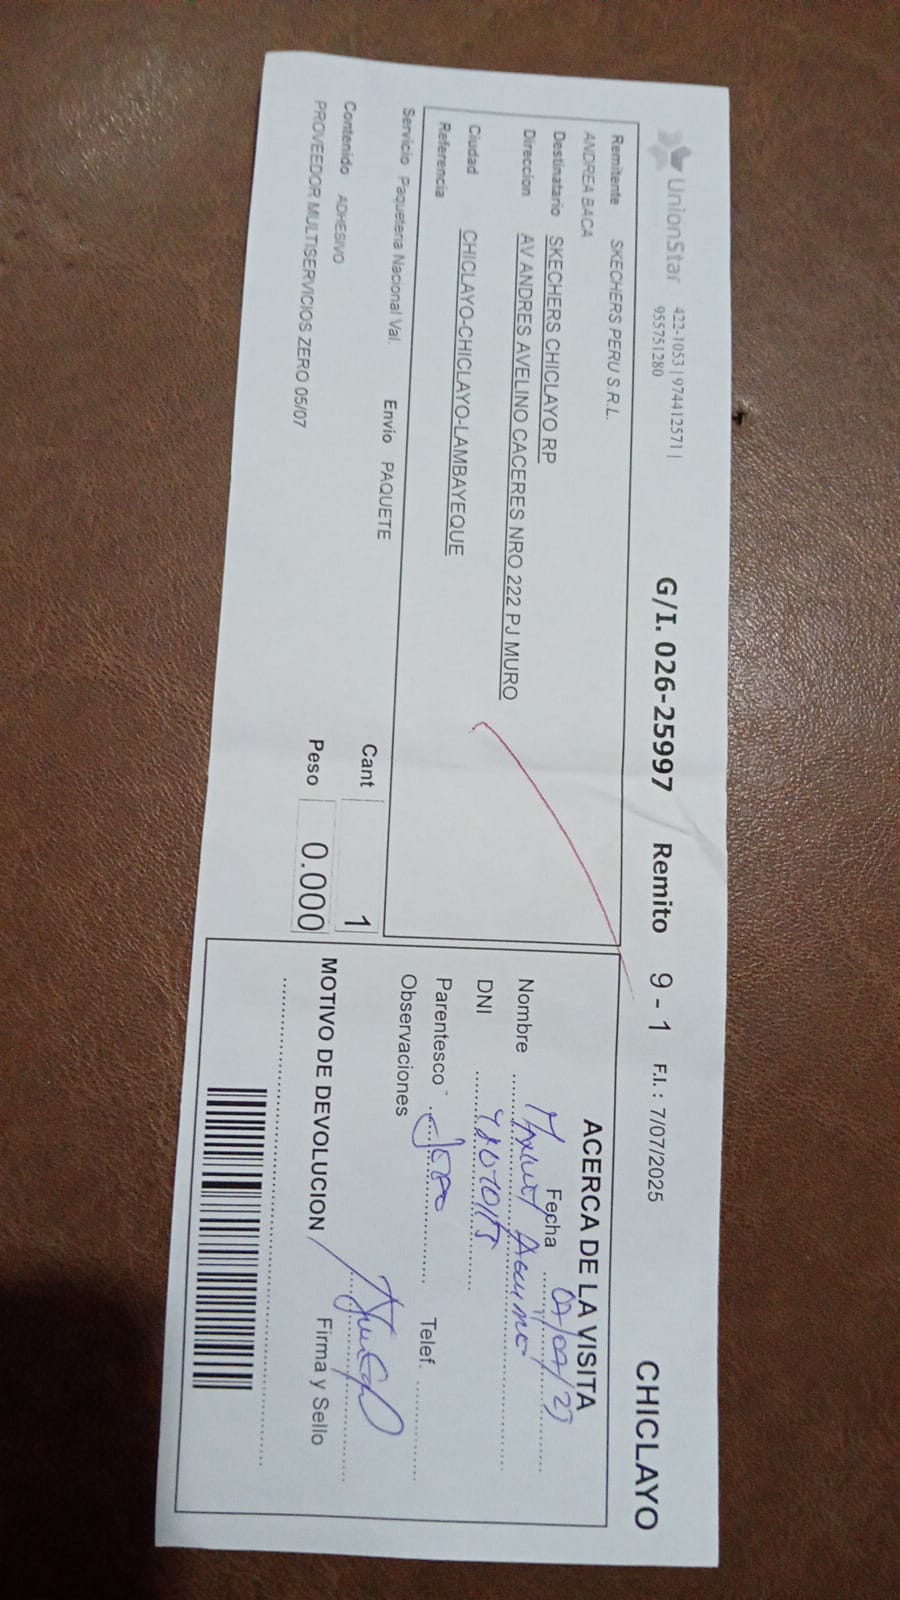 UnionStar 422-1053 | 974412571 |
955751280
G/I. 026-25997 Remito 9 - 1 F.I. : 7/07/2025 CHICLAYO
Remitente SKECHERS PERU S.R.L.
ANDREA BACA
Destinatario SKECHERS CHICLAYO RP
Direccion AV ANDRES AVELINO CACERES NRO 222 PJ MURO
Ciudad CHICLAYO-CHICLAYO-LAMBAYEQUE
Referencia
Servicio Paqueteria Nacional Val. Envio PAQUETE
Contenido ADHESIVO
PROVEEDOR MULTISERVICIOS ZERO 05/07
Cant 1
Peso 0.000
ACERCA DE LA VISITA
Fecha
Nombre
DNI
Parentesco Telef.
Observaciones
MOTIVO DE DEVOLUCION Firma y Sello